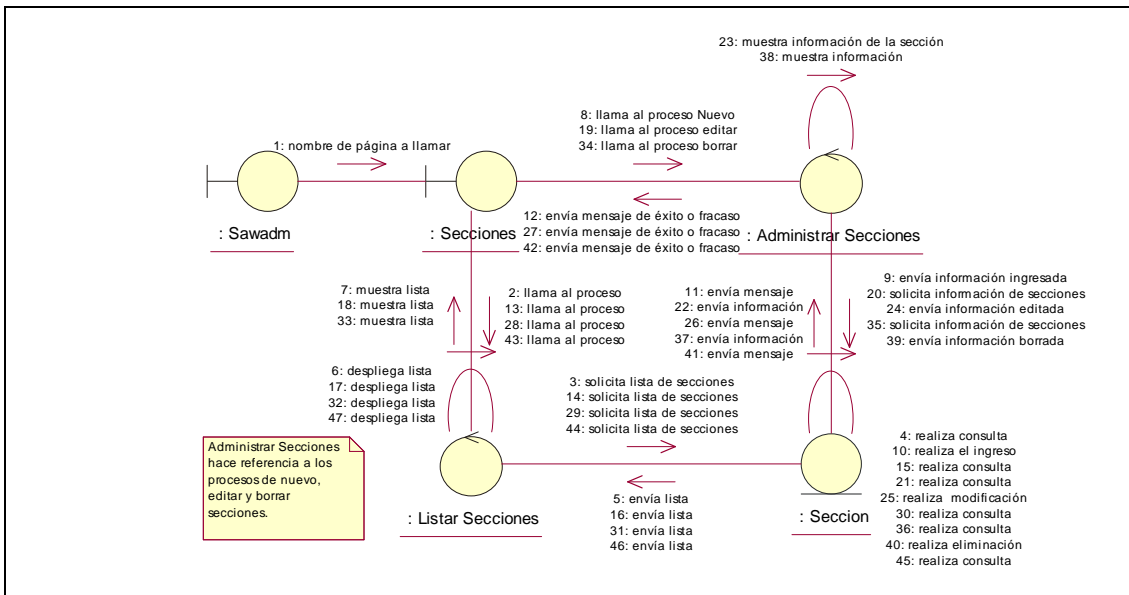 23: muestra información de la sección
38: muestra información
8: llama al proceso Nuevo
19: llama al proceso editar
34: llama al proceso borrar
1: nombre de página a llamar
12: envía mensaje de éxito o fracaso
27: envía mensaje de éxito o fracaso
42: envía mensaje de éxito o fracaso
: Sawadm
: Secciones
: Administrar Secciones
7: muestra lista
18: muestra lista
33: muestra lista
2: llama al proceso
13: llama al proceso
28: llama al proceso
43: llama al proceso
11: envía mensaje
22: envía información
26: envía mensaje
37: envía información
41: envía mensaje
9: envía información ingresada
20: solicita información de secciones
24: envía información editada
35: solicita información de secciones
39: envía información borrada
6: despliega lista
17: despliega lista
32: despliega lista
47: despliega lista
3: solicita lista de secciones
14: solicita lista de secciones
29: solicita lista de secciones
44: solicita lista de secciones
Administrar Secciones
hace referencia a los
procesos de nuevo,
editar y borrar
secciones.
: Listar Secciones
5: envía lista
16: envía lista
31: envía lista
46: envía lista
: Seccion
4: realiza consulta
10: realiza el ingreso
15: realiza consulta
21: realiza consulta
25: realiza modificación
30: realiza consulta
36: realiza consulta
40: realiza eliminación
45: realiza consulta